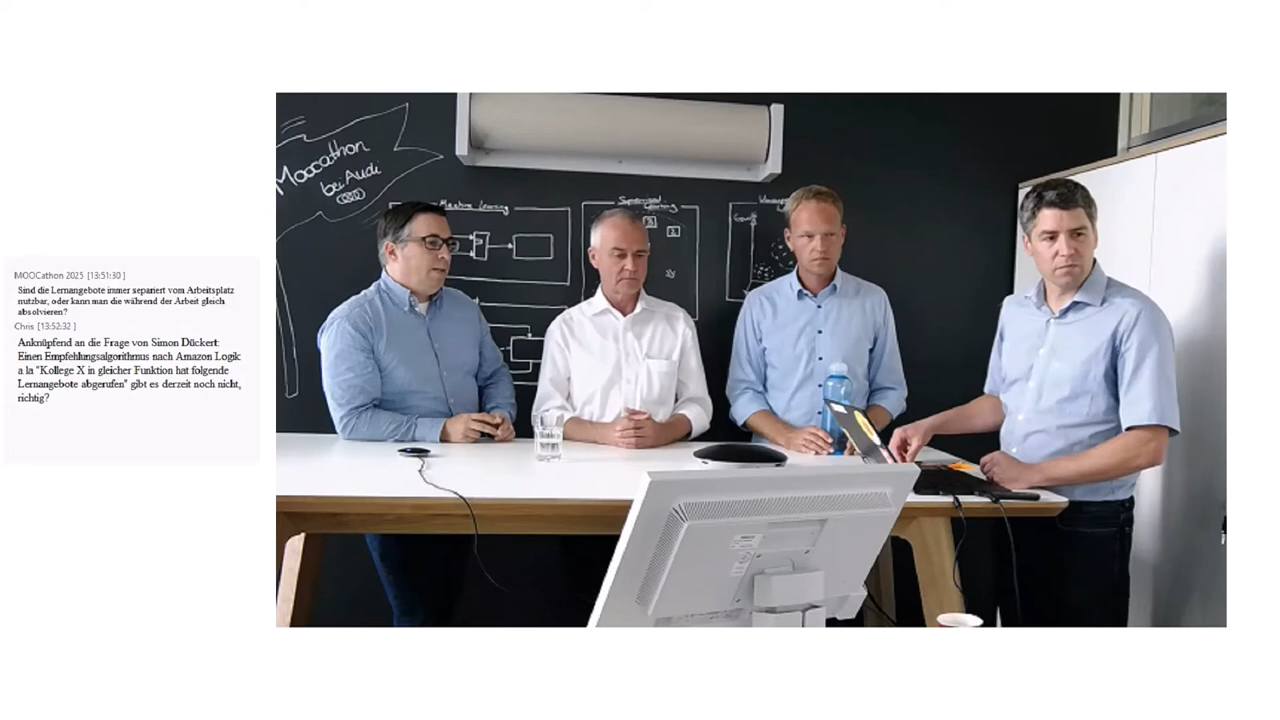 MOOCathon 2025 [13:51:30 ]
Sind die Lernangebote immer separiert vom Arbeitsplatz
nutzbar, oder kann man die während der Arbeit gleich
absolvieren?
Chris [13:52:32 ]
Anknüpfend an die Frage von Simon Dückert:
Einen Empfehlungsalgorithmus nach Amazon Logik
a la "Kollege X in gleicher Funktion hat folgende
Lernangebote abgerufen" gibt es derzeit noch nicht,
richtig?
Moocathon
bei Audi
Machine Learning
Supervised
Learning